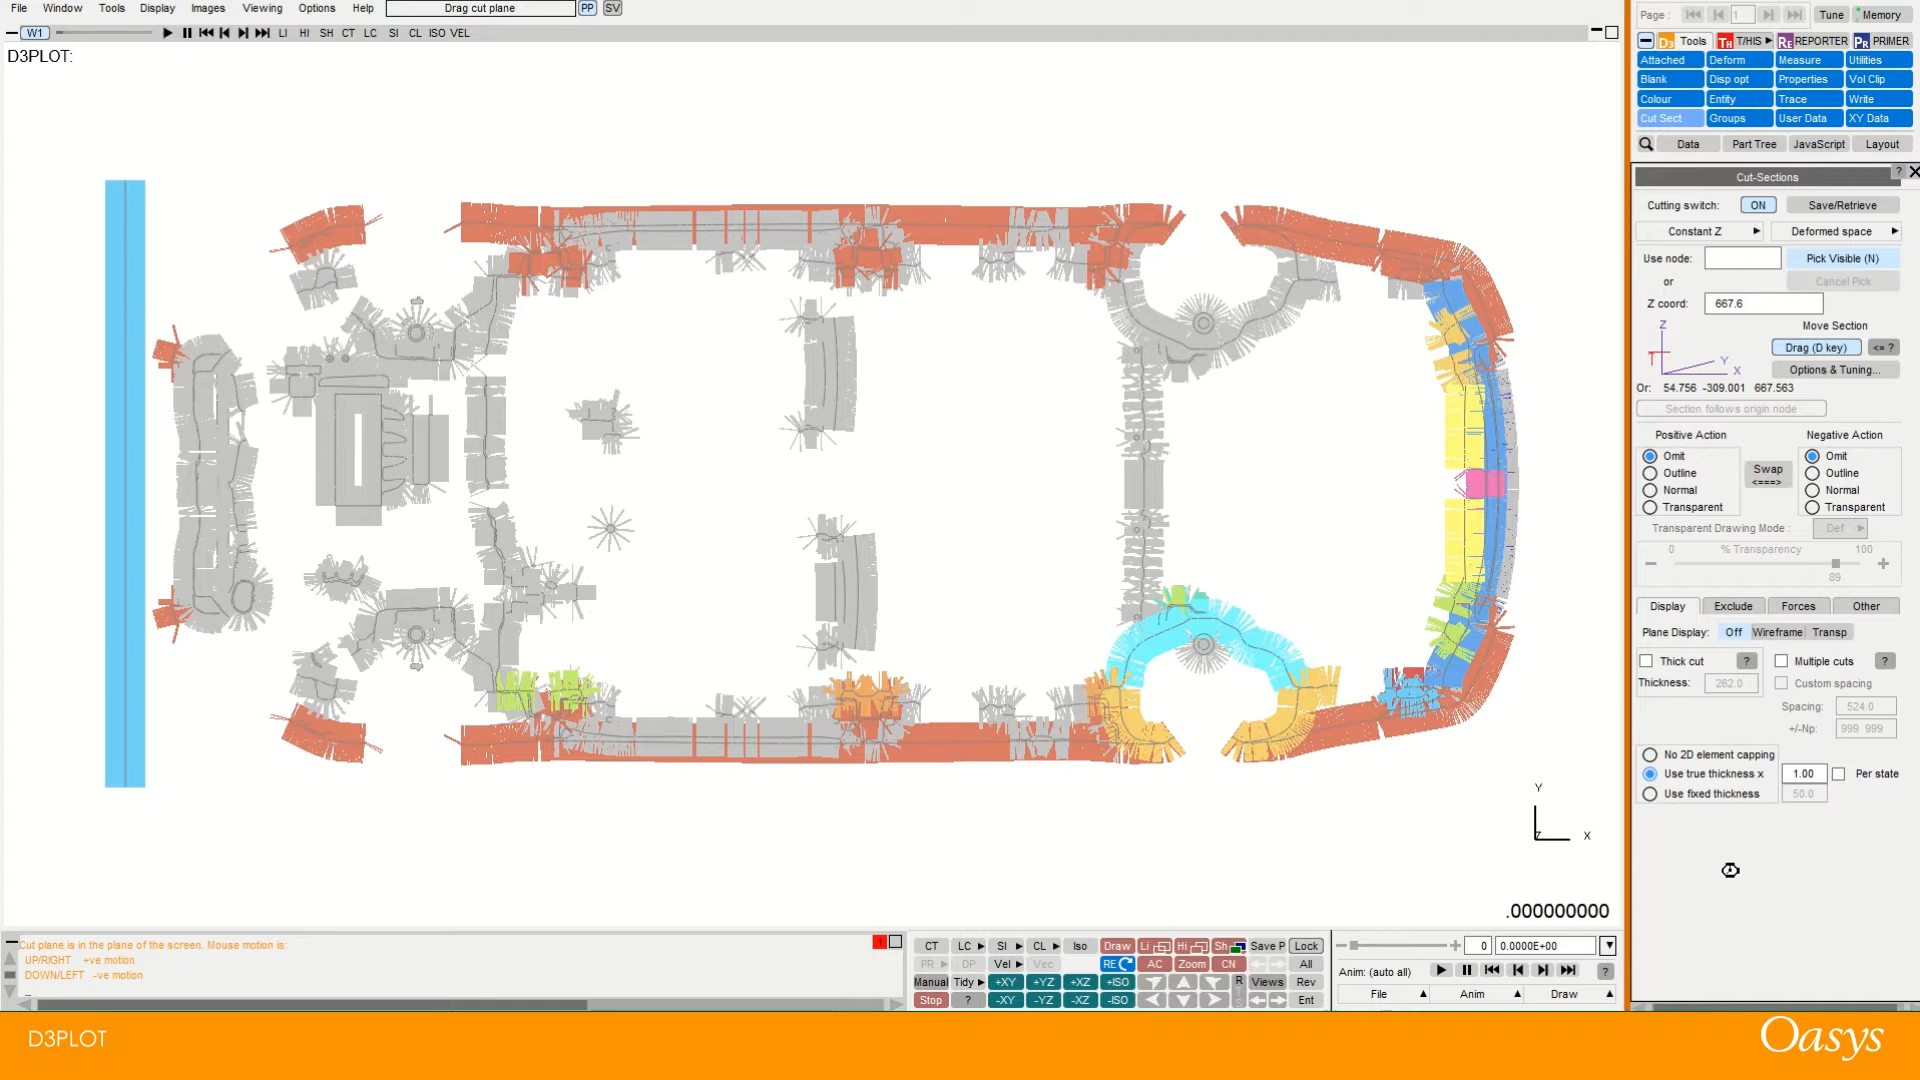 File Window Tools Display Images Viewing Options Help Drag cut plane PP SV
W1 LI HI SH CT LC SI CL ISO VEL
D3PLOT:
Page : 1 Tune Memory
D3 Tools TH T/HIS RE REPORTER PR PRIMER
Attached Deform Measure Utilities
Blank Disp opt Properties Vol Clip
Colour Entity Trace Write
Cut Sect Groups User Data XY Data
Data Part Tree JavaScript Layout
Cut-Sections ? X
Cutting switch: ON Save/Retrieve
Constant Z Deformed space
Use node: Pick Visible (N)
or Cancel Pick
Z coord: 667.6
Move Section
Z Y X
Drag (D key) <= ?
Options & Tuning...
Or: 54.756 -309.001 667.563
Section follows origin node
Positive Action Negative Action
Omit Swap Omit
Outline <===> Outline
Normal Normal
Transparent Transparent
Transparent Drawing Mode : Def
0 % Transparency 100
89
Display Exclude Forces Other
Plane Display: Off Wireframe Transp
Thick cut ? Multiple cuts ?
Thickness: 262.0 Custom spacing
Spacing: 524.0
+/-Np: 999 999
No 2D element capping
Use true thickness x 1.00 Per state
Use fixed thickness 50.0
Y
Z X
.000000000
Cut plane is in the plane of the screen. Mouse motion is:
UP/RIGHT +ve motion
DOWN/LEFT -ve motion
CT LC SI CL Iso Draw Li Hi Sh Save P Lock
PR DP Vel Vec RE AC Zoom CN All
Manual Tidy +XY +YZ +XZ +ISO R Views Rev
Stop ? -XY -YZ -XZ -ISO Ent
0 0.0000E+00
Anim: (auto all) ?
File Anim Draw
D3PLOT
Oasys